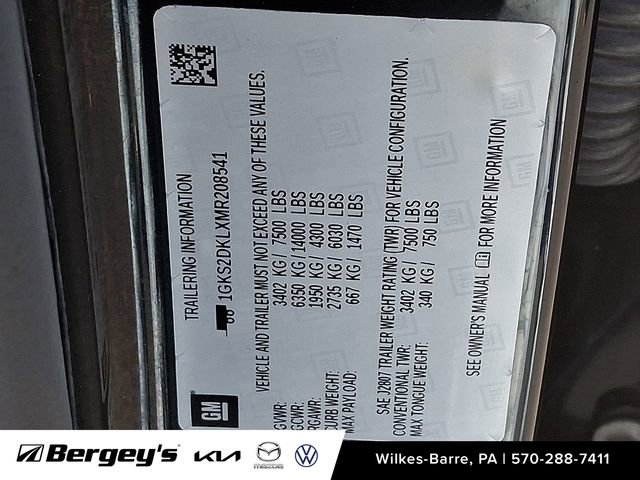 TRAILERING INFORMATION
1GKS2DKLXMR208541
VEHICLE AND TRAILER MUST NOT EXCEED ANY OF THESE VALUES.
GVWR: 3402 KG/ 7500 LBS
GCWR: 6350 KG/ 14000 LBS
RGAWR: 1950 KG/ 4300 LBS
CURB WEIGHT: 2735 KG/ 6030 LBS
MAX PAYLOAD: 667 KG/ 1470 LBS
SAE J2807 TRAILER WEIGHT RATING (TWR) FOR VEHICLE CONFIGURATION.
CONVENTIONAL TWR: 3402 KG/ 7500 LBS
MAX TONGUE WEIGHT: 340 KG/ 750 LBS
SEE OWNER'S MANUAL FOR MORE INFORMATION
GM
Bergey's KIA mazda VW
Wilkes-Barre, PA | 570-288-7411